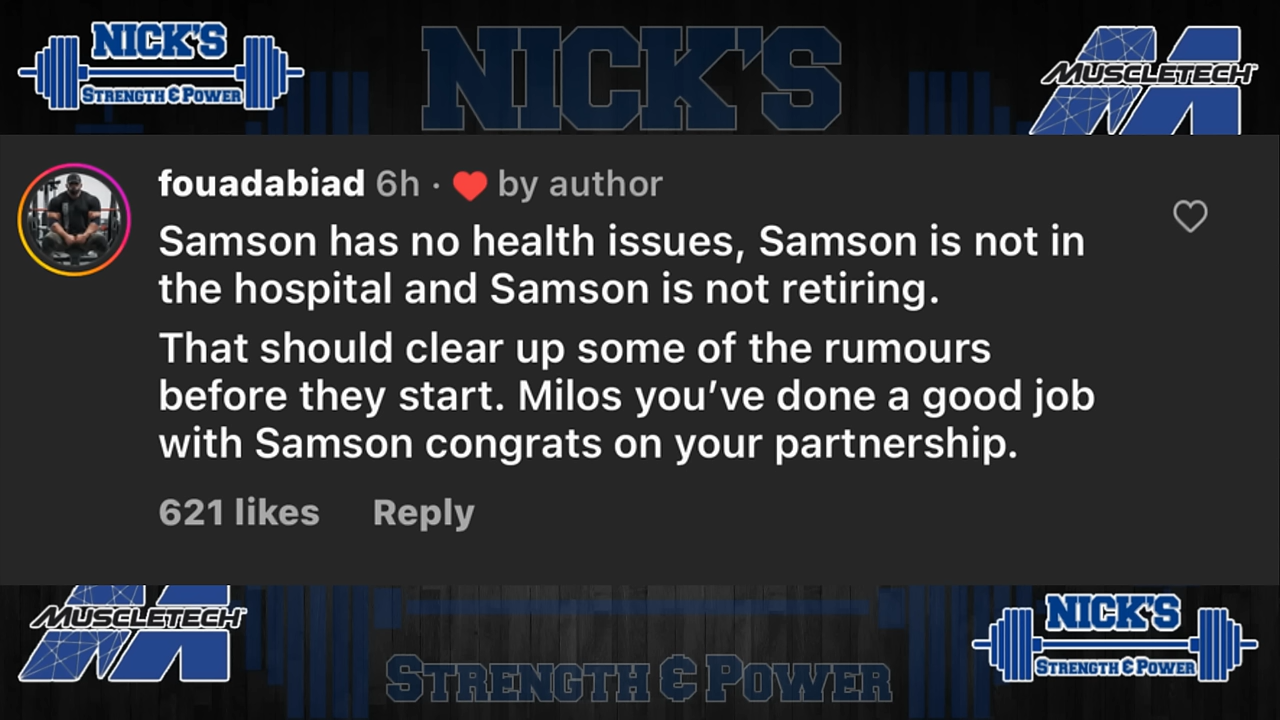 NICK'S
STRENGTH & POWER
NICK'S
MUSCLETECH
fouadabiad 6h · ❤️ by author
Samson has no health issues, Samson is not in
the hospital and Samson is not retiring.
That should clear up some of the rumours
before they start. Milos you’ve done a good job
with Samson congrats on your partnership.
621 likes Reply
MUSCLETECH
STRENGTH & POWER
NICK'S
STRENGTH & POWER